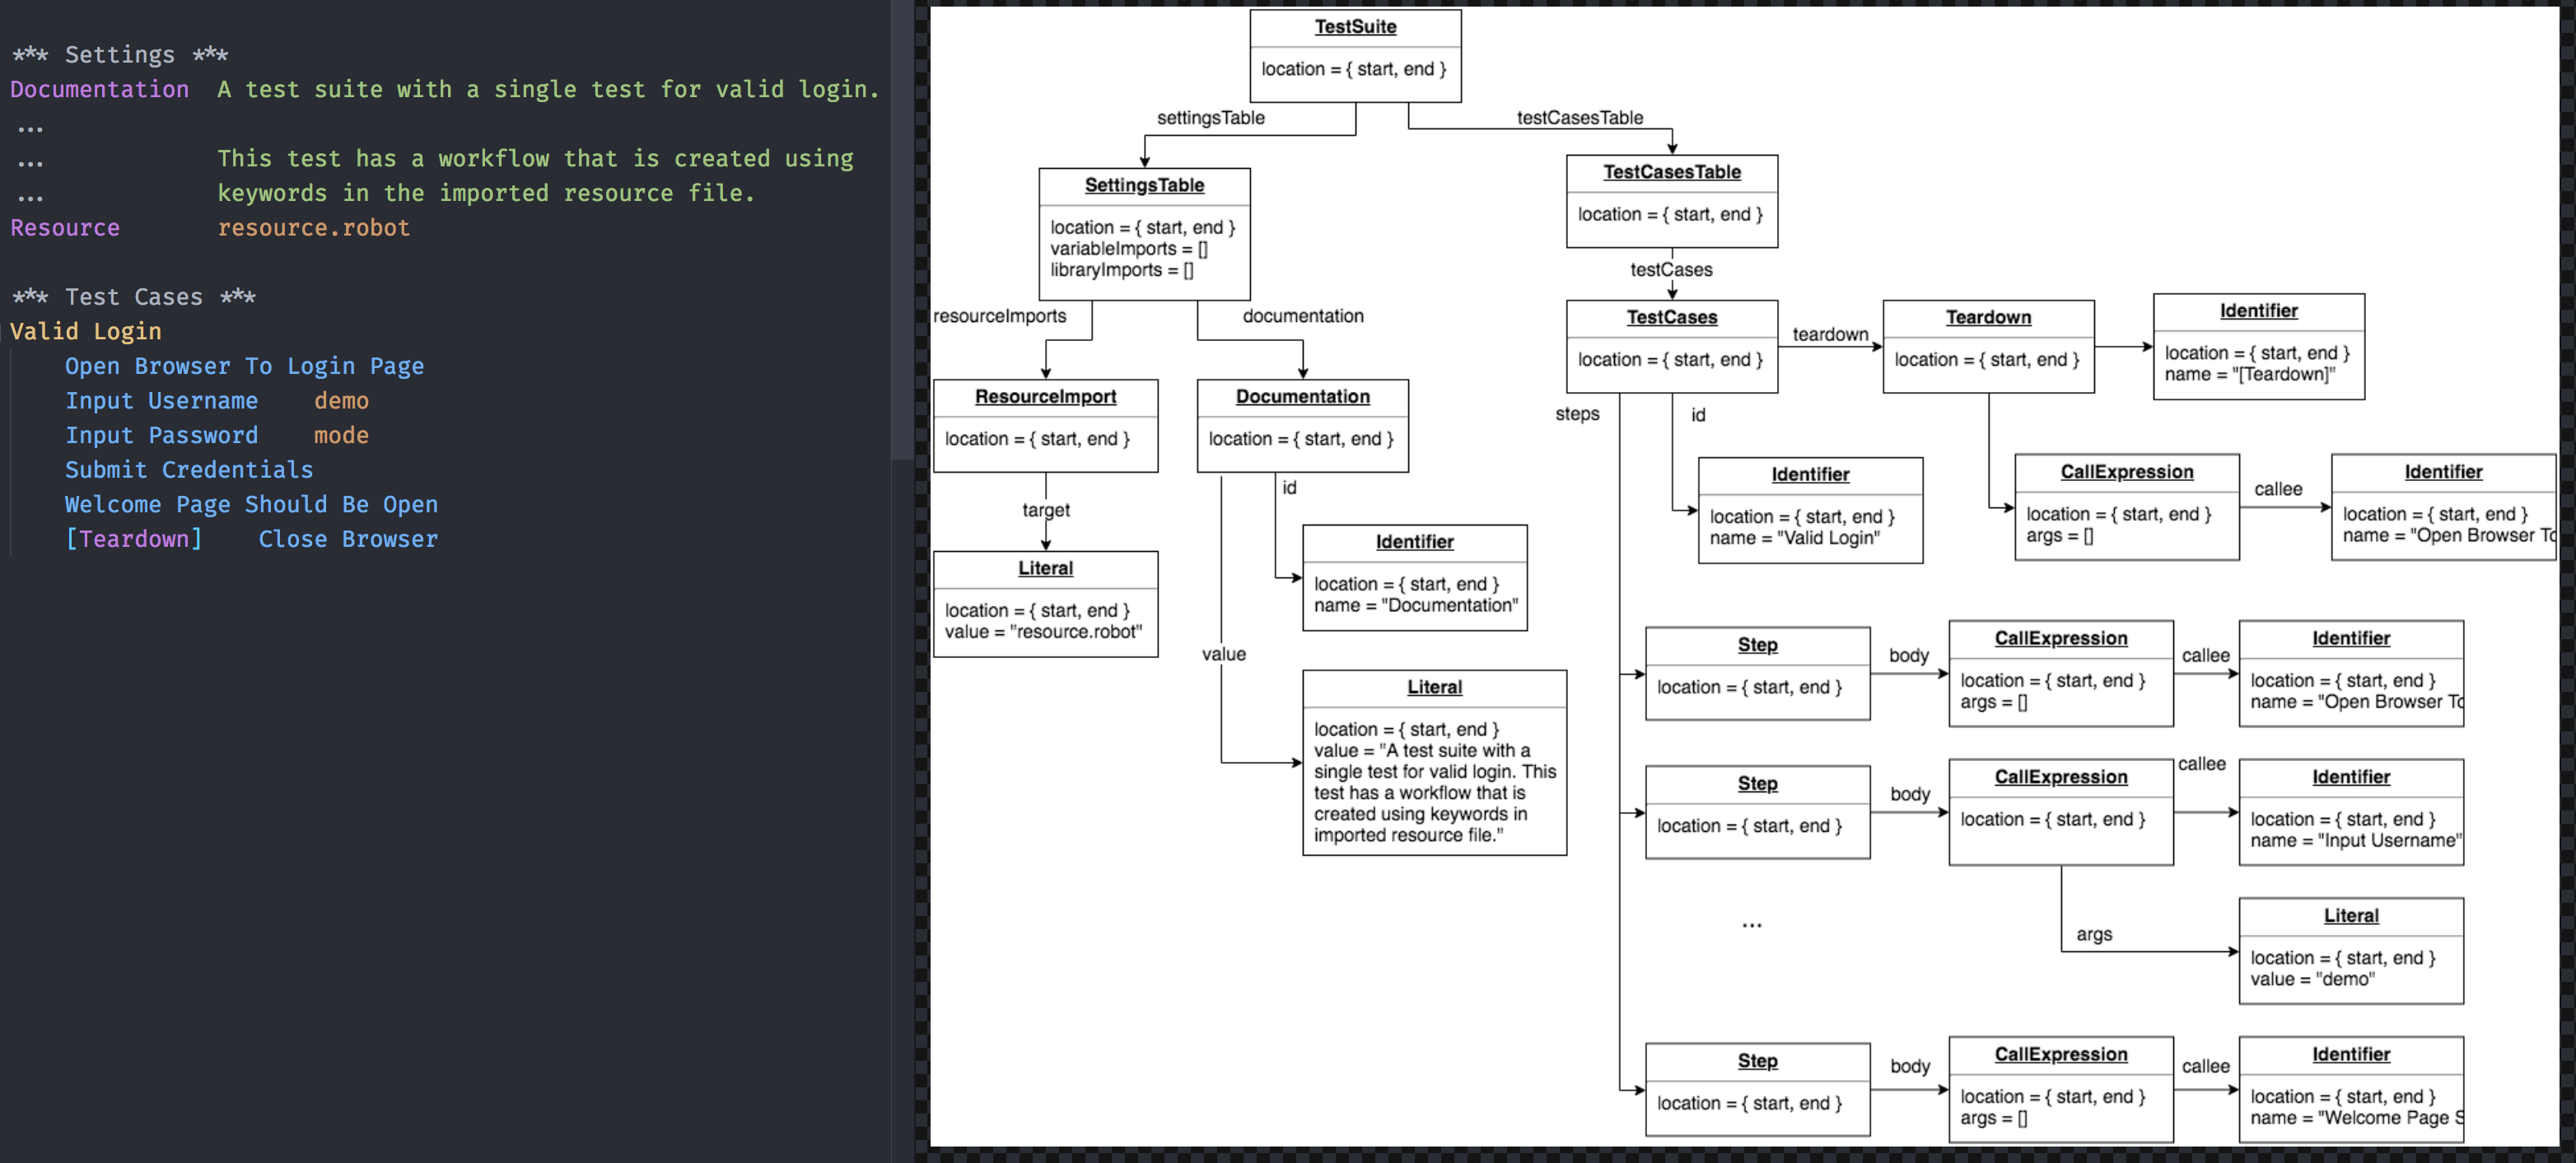 *** Settings ***
Documentation  A test suite with a single test for valid login.
...
...            This test has a workflow that is created using
...            keywords in the imported resource file.
Resource       resource.robot
*** Test Cases ***
Valid Login
    Open Browser To Login Page
    Input Username    demo
    Input Password    mode
    Submit Credentials
    Welcome Page Should Be Open
    [Teardown]    Close Browser
TestSuite
location = { start, end }
settingsTable
testCasesTable
SettingsTable
location = { start, end }
variableImports = []
libraryImports = []
resourceImports
documentation
ResourceImport
location = { start, end }
target
Literal
location = { start, end }
value = "resource.robot"
Documentation
location = { start, end }
id
Identifier
location = { start, end }
name = "Documentation"
value
Literal
location = { start, end }
value = "A test suite with a
single test for valid login. This
test has a workflow that is
created using keywords in
imported resource file."
TestCasesTable
location = { start, end }
testCases
TestCases
location = { start, end }
teardown
Teardown
location = { start, end }
Identifier
location = { start, end }
name = "[Teardown]"
CallExpression
location = { start, end }
args = []
callee
Identifier
location = { start, end }
name = "Open Browser To
steps
id
Identifier
location = { start, end }
name = "Valid Login"
Step
location = { start, end }
body
CallExpression
location = { start, end }
args = []
callee
Identifier
location = { start, end }
name = "Open Browser To
Step
location = { start, end }
body
CallExpression
location = { start, end }
callee
Identifier
location = { start, end }
name = "Input Username"
args
Literal
location = { start, end }
value = "demo"
...
Step
location = { start, end }
body
CallExpression
location = { start, end }
args = []
callee
Identifier
location = { start, end }
name = "Welcome Page S